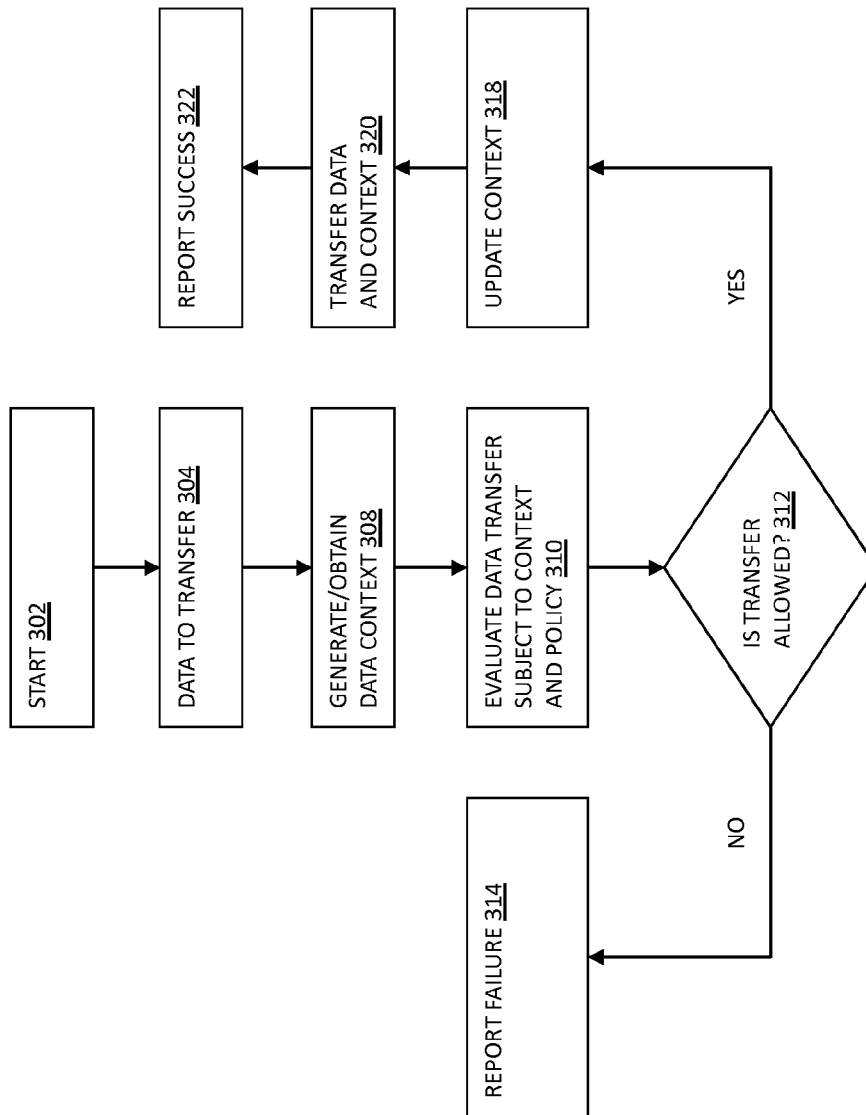 START 302
DATA TO TRANSFER 304
GENERATE/OBTAIN
DATA CONTEXT 308
EVALUATE DATA TRANSFER
SUBJECT TO CONTEXT
AND POLICY 310
IS TRANSFER
ALLOWED? 312
NO
REPORT FAILURE 314
YES
UPDATE CONTEXT 318
TRANSFER DATA
AND CONTEXT 320
REPORT SUCCESS 322